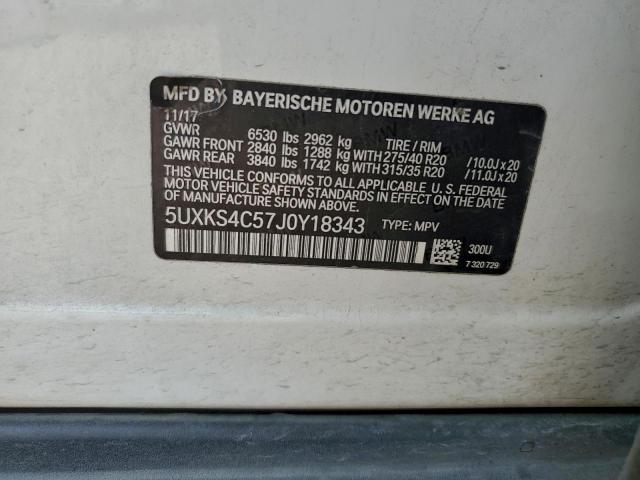 MFD BY: BAYERISCHE MOTOREN WERKE AG
11/17
GVWR 6530 lbs 2962 kg TIRE / RIM
GAWR FRONT 2840 lbs 1288 kg WITH 275/40 R20 /10.0J x 20
GAWR REAR 3840 lbs 1742 kg WITH 315/35 R20 /11.0J x 20
THIS VEHICLE CONFORMS TO ALL APPLICABLE U.S. FEDERAL
MOTOR VEHICLE SAFETY STANDARDS IN EFFECT ON THE DATE
OF MANUFACTURE SHOWN ABOVE.
5UXKS4C57J0Y18343 TYPE: MPV
300U
7 320 729